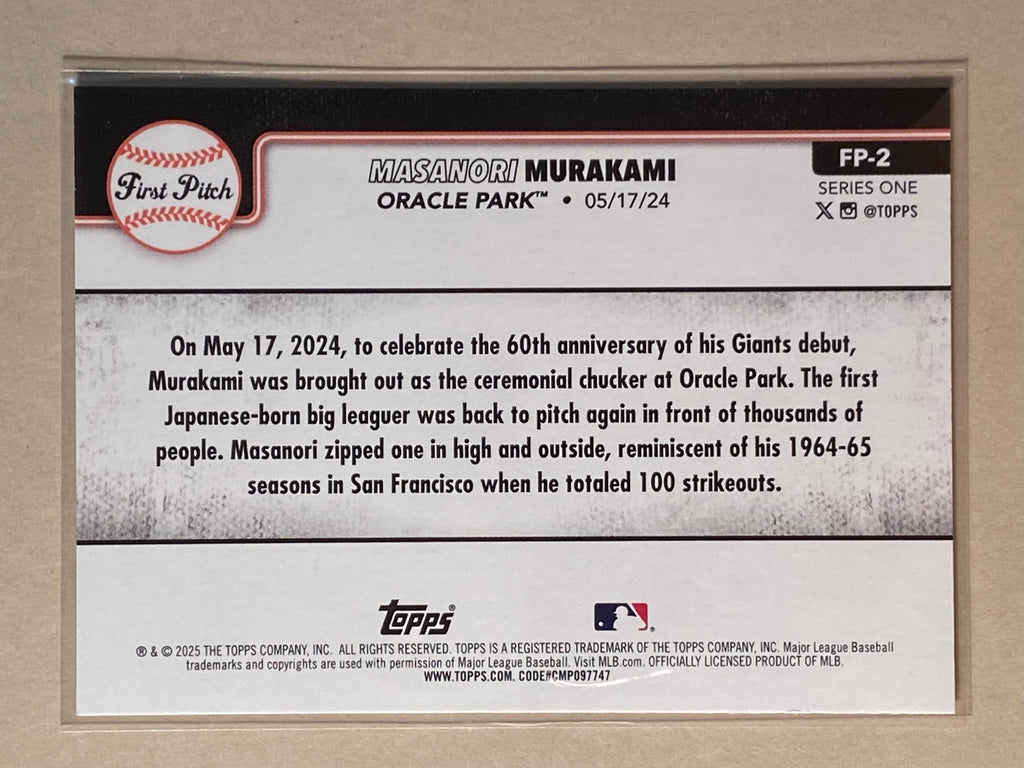 First Pitch
MASANORI MURAKAMI
ORACLE PARK™ • 05/17/24
FP-2
SERIES ONE
@TOPPS
On May 17, 2024, to celebrate the 60th anniversary of his Giants debut,
Murakami was brought out as the ceremonial chucker at Oracle Park. The first
Japanese-born big leaguer was back to pitch again in front of thousands of
people. Masanori zipped one in high and outside, reminiscent of his 1964-65
seasons in San Francisco when he totaled 100 strikeouts.
Topps®
® & © 2025 THE TOPPS COMPANY, INC. ALL RIGHTS RESERVED. TOPPS IS A REGISTERED TRADEMARK OF THE TOPPS COMPANY, INC. Major League Baseball
trademarks and copyrights are used with permission of Major League Baseball. Visit MLB.com. OFFICIALLY LICENSED PRODUCT OF MLB.
WWW.TOPPS.COM. CODE#CMP097747